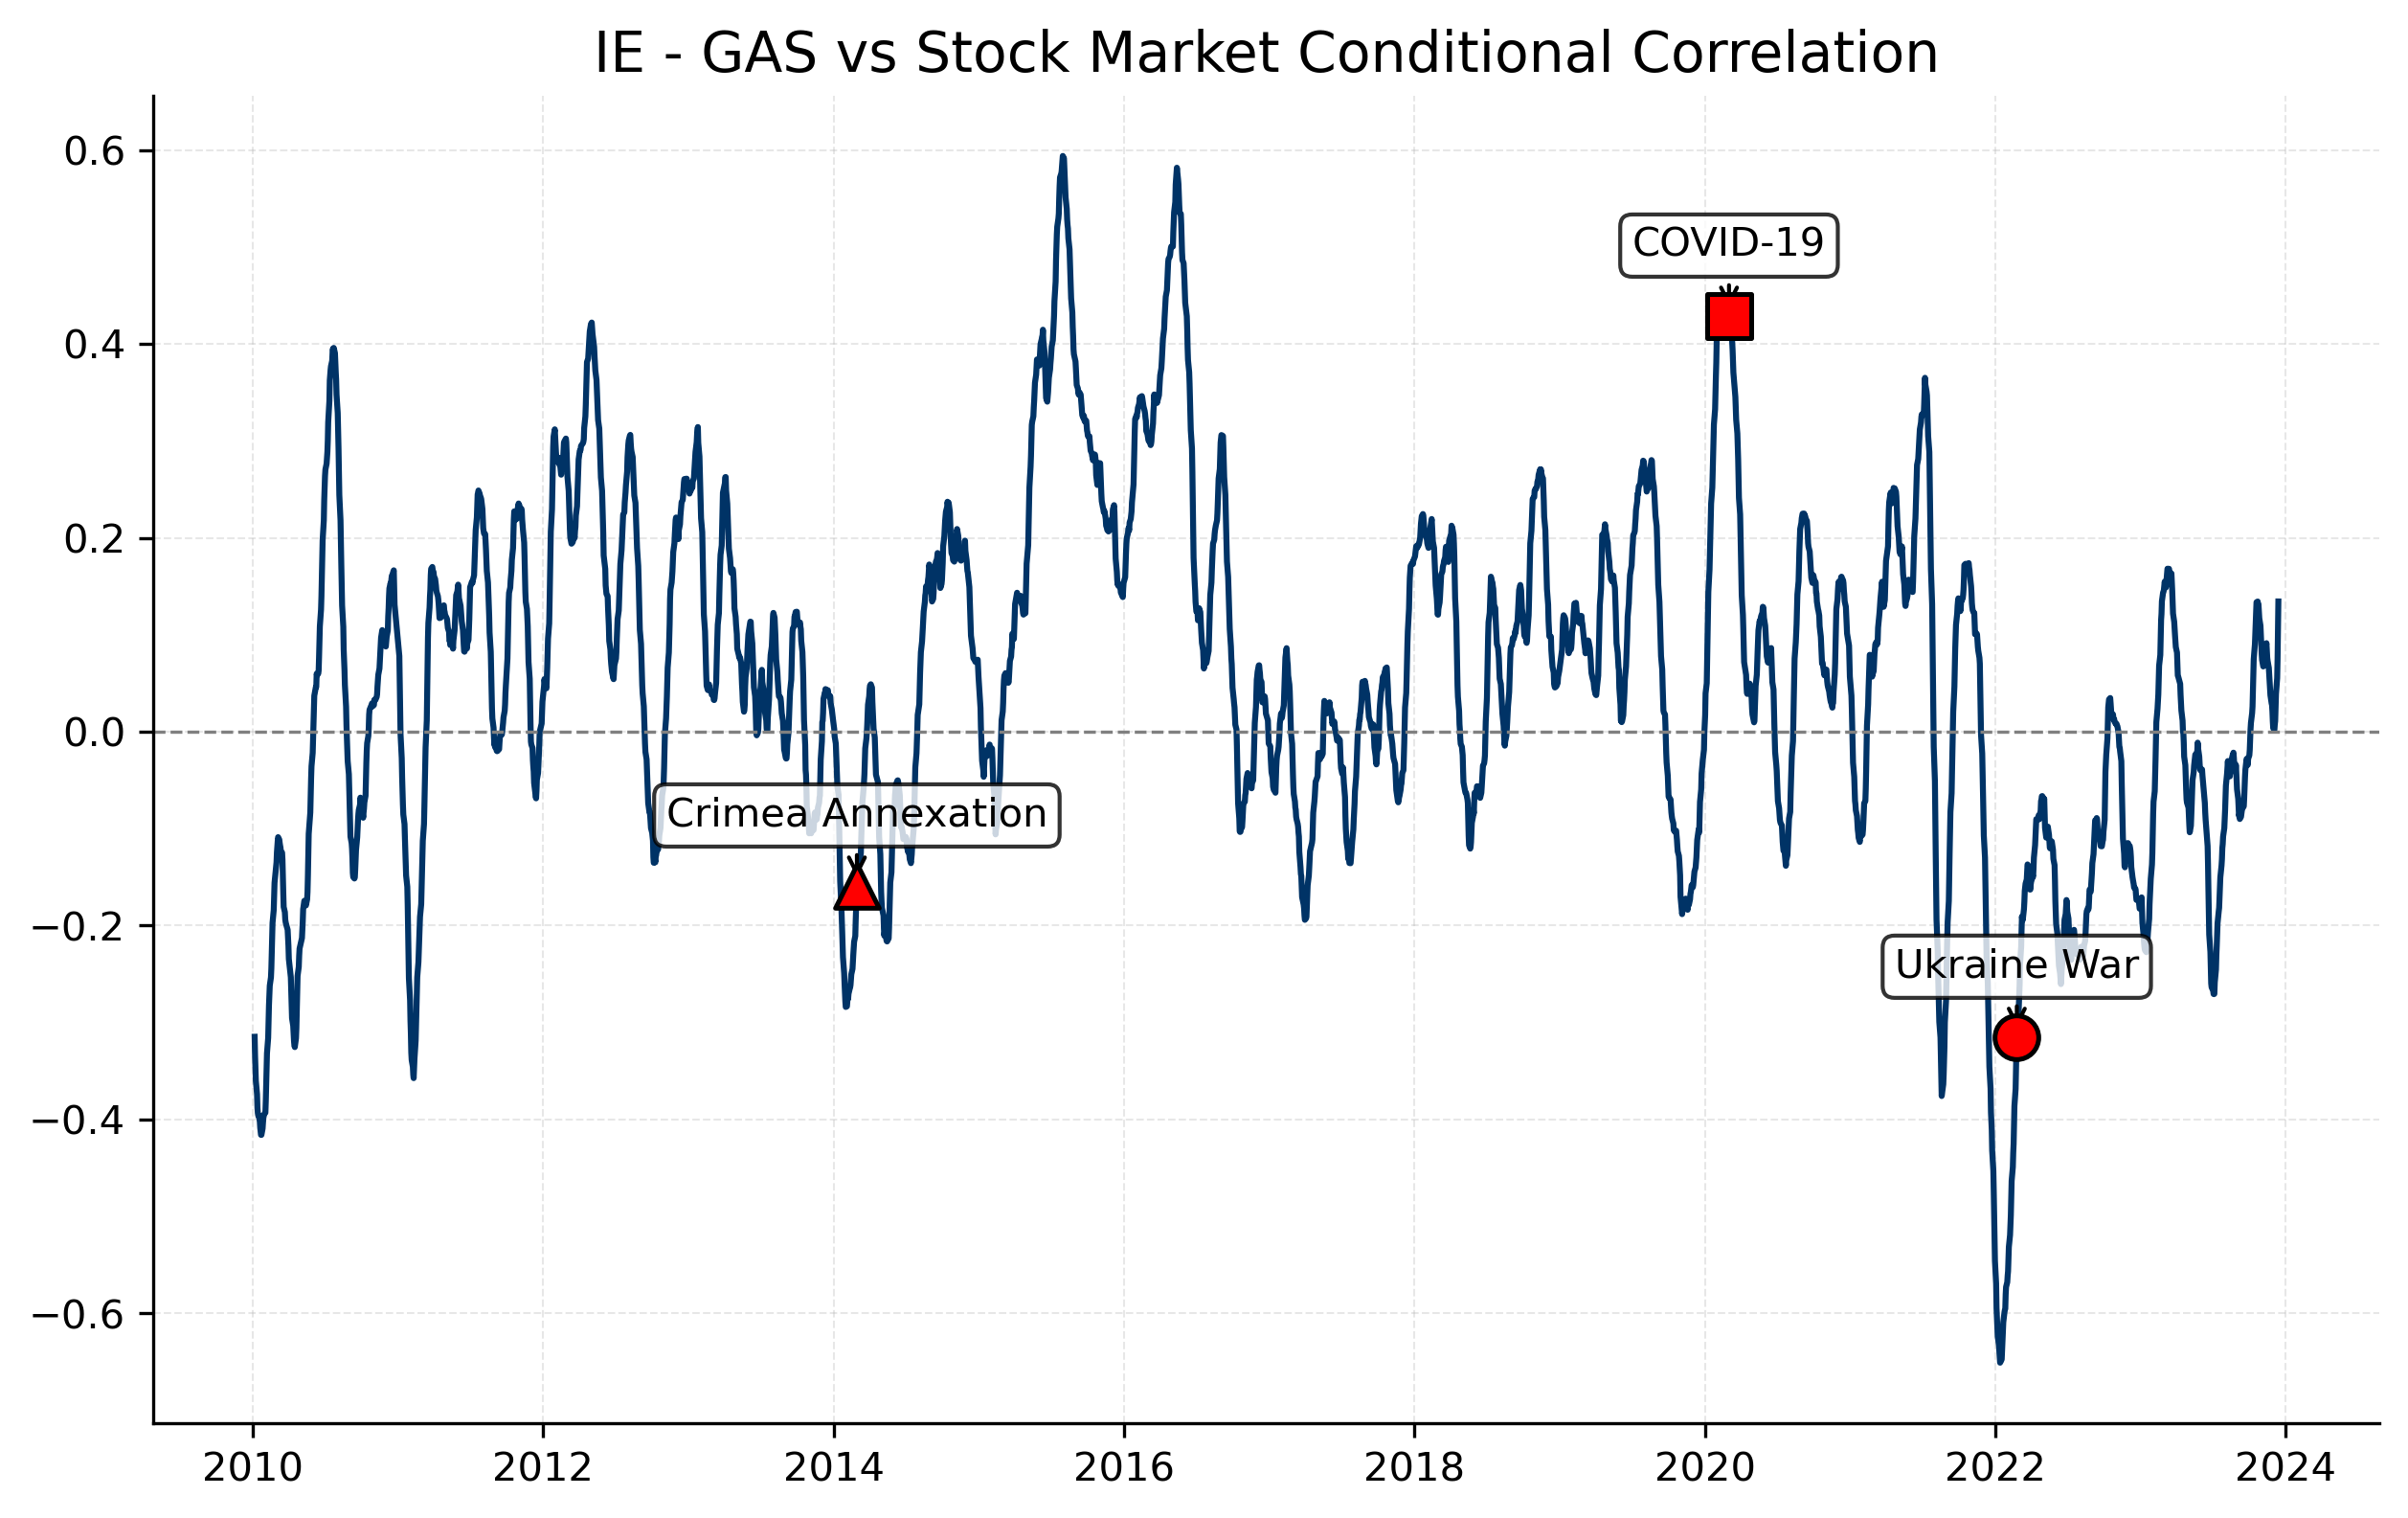 IE - GAS vs Stock Market Conditional Correlation
0.6
0.4
0.2
0.0
−0.2
−0.4
−0.6
COVID-19
Crimea Annexation
Ukraine War
2010 2012 2014 2016 2018 2020 2022 2024